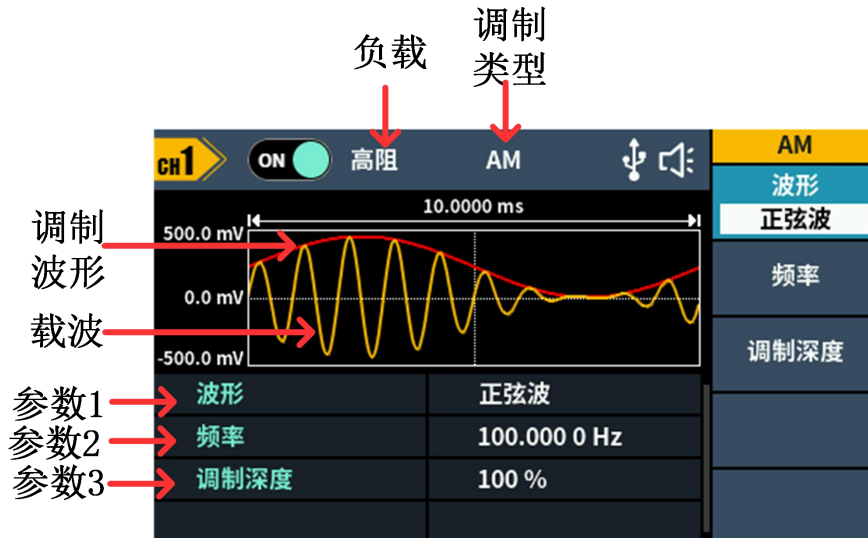 负载
调制
类型
CH1
ON
高阻
AM
AM
波形
正弦波
频率
调制深度
10.0000 ms
500.0 mV
0.0 mV
-500.0 mV
调制
波形
载波
参数1
波形
正弦波
参数2
频率
100.000 0 Hz
参数3
调制深度
100 %